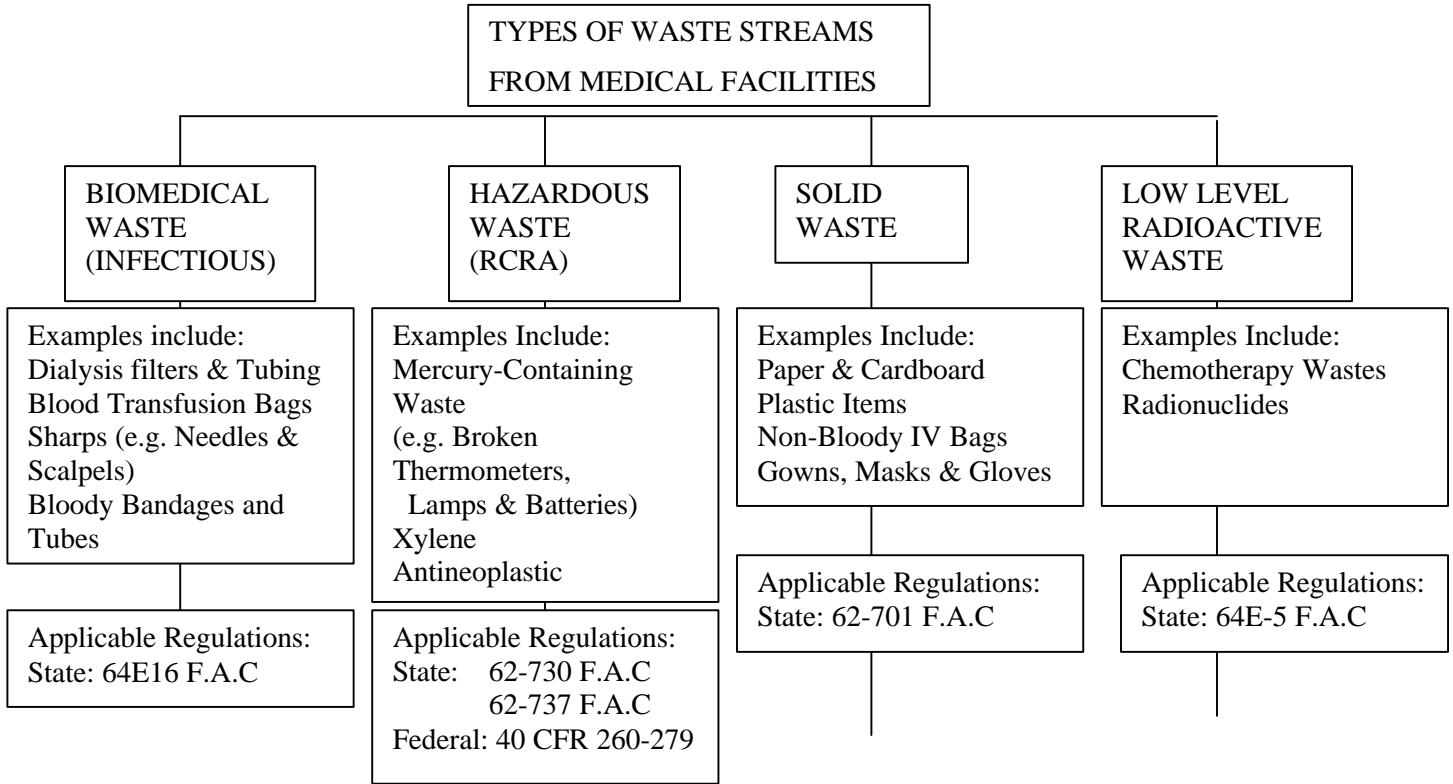 TYPES OF WASTE STREAMS
FROM MEDICAL FACILITIES
BIOMEDICAL
WASTE
(INFECTIOUS)
HAZARDOUS
WASTE
(RCRA)
SOLID
WASTE
LOW LEVEL
RADIOACTIVE
WASTE
Examples include:
Dialysis filters & Tubing
Blood Transfusion Bags
Sharps (e.g. Needles &
Scalpels)
Bloody Bandages and
Tubes
Examples Include:
Mercury-Containing
Waste
(e.g. Broken
Thermometers,
Lamps & Batteries)
Xylene
Antineoplastic
Examples Include:
Paper & Cardboard
Plastic Items
Non-Bloody IV Bags
Gowns, Masks & Gloves
Examples Include:
Chemotherapy Wastes
Radionuclides
Applicable Regulations:
State: 64E16 F.A.C
Applicable Regulations:
State: 62-730 F.A.C
62-737 F.A.C
Federal: 40 CFR 260-279
Applicable Regulations:
State: 62-701 F.A.C
Applicable Regulations:
State: 64E-5 F.A.C